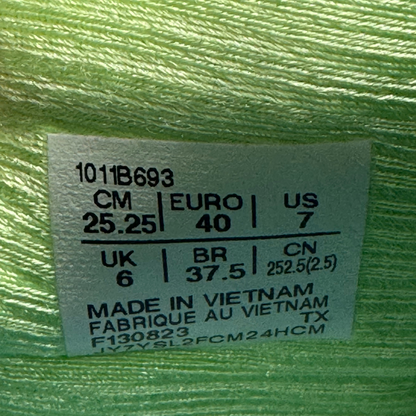 1011B693
CM EURO US
25.25 40 7
UK BR CN
6 37.5 252.5(2.5)
MADE IN VIETNAM
FABRIQUE AU VIETNAM
F130823 TX
JY7YSL2FCM24HCM